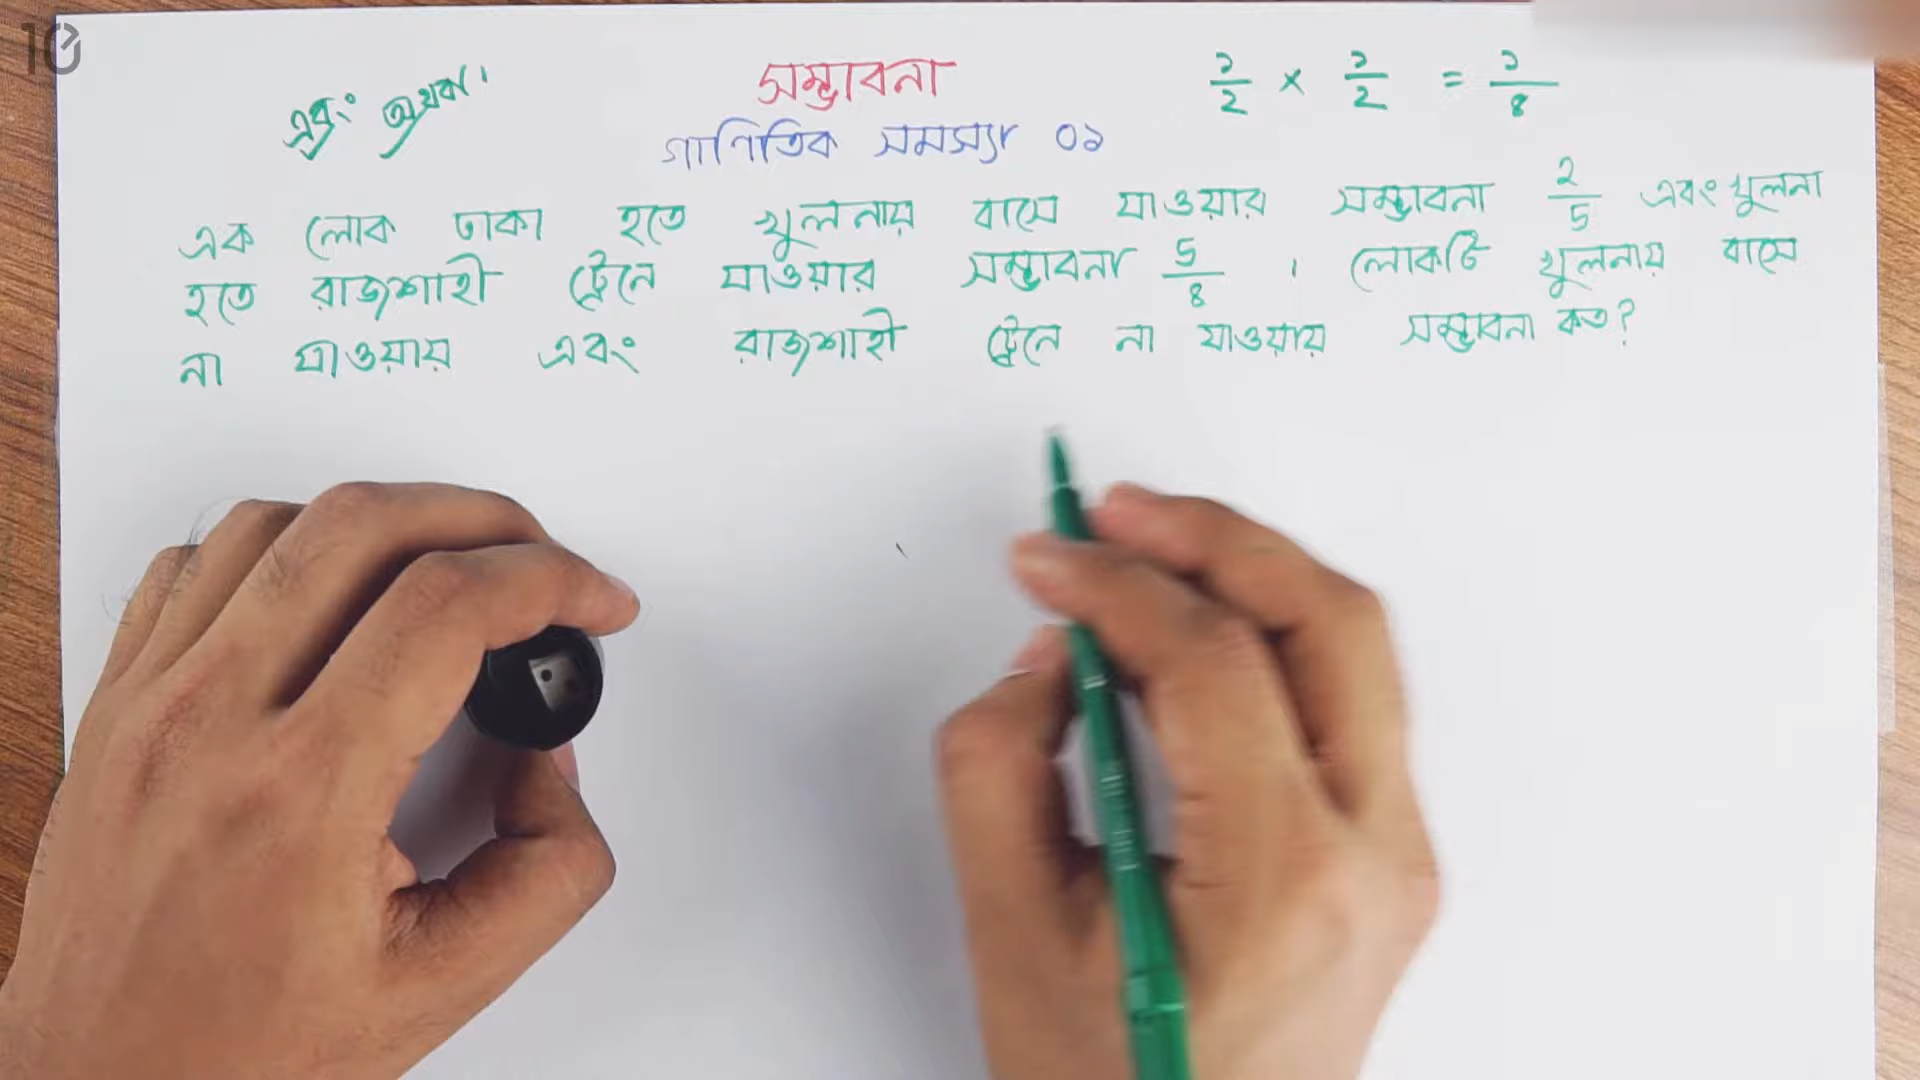 10
এবং অথবা।
সম্ভাবনা
১/২ × ১/২ = ১/৪
গাণিতিক সমস্যা ০১
এক লোক ঢাকা হতে খুলনায় বাসে যাওয়ার সম্ভাবনা ২/৫ এবং খুলনা
হতে রাজশাহী ট্রেনে যাওয়ার সম্ভাবনা ৫/৪ । লোকটি খুলনায় বাসে
না যাওয়ায় এবং রাজশাহী ট্রেনে না যাওয়ায় সম্ভাবনা কত?